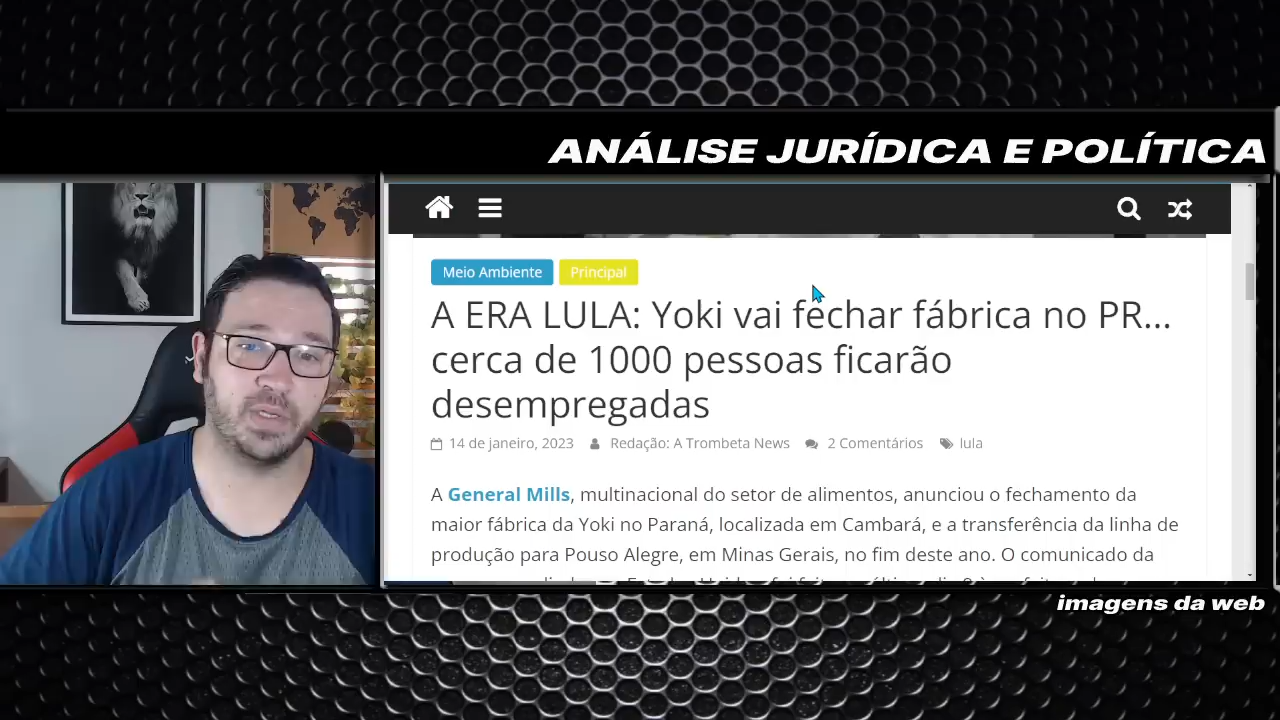 ANÁLISE JURÍDICA E POLÍTICA
Meio Ambiente Principal
A ERA LULA: Yoki vai fechar fábrica no PR...
cerca de 1000 pessoas ficarão
desempregadas
14 de janeiro, 2023 Redação: A Trombeta News 2 Comentários lula
A General Mills, multinacional do setor de alimentos, anunciou o fechamento da
maior fábrica da Yoki no Paraná, localizada em Cambará, e a transferência da linha de
produção para Pouso Alegre, em Minas Gerais, no fim deste ano. O comunicado da
imagens da web